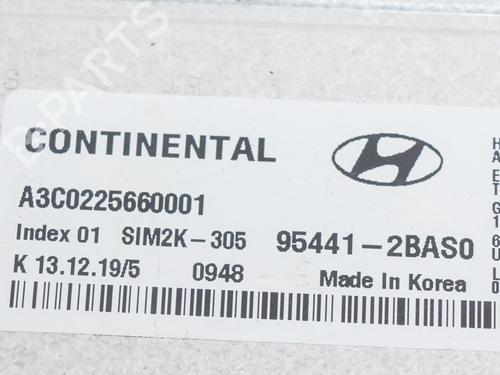 CONTINENTAL
A3C0225660001
Index 01 SIM2K-305 95441-2BAS0
K 13.12.19/5 0948 Made In Korea